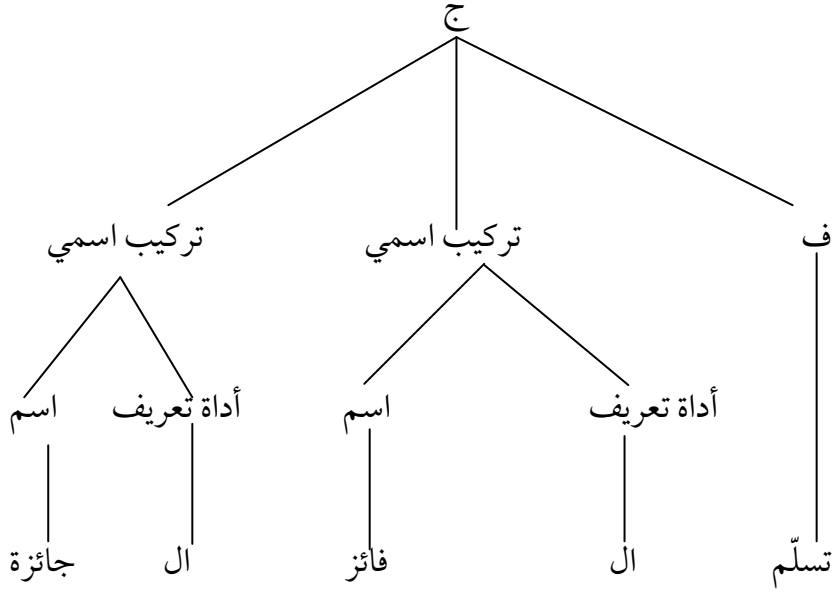 ج
ف تركيب اسمي تركيب اسمي
أداة تعريف اسم أداة تعريف اسم
تسلّم ال فائز ال جائزة